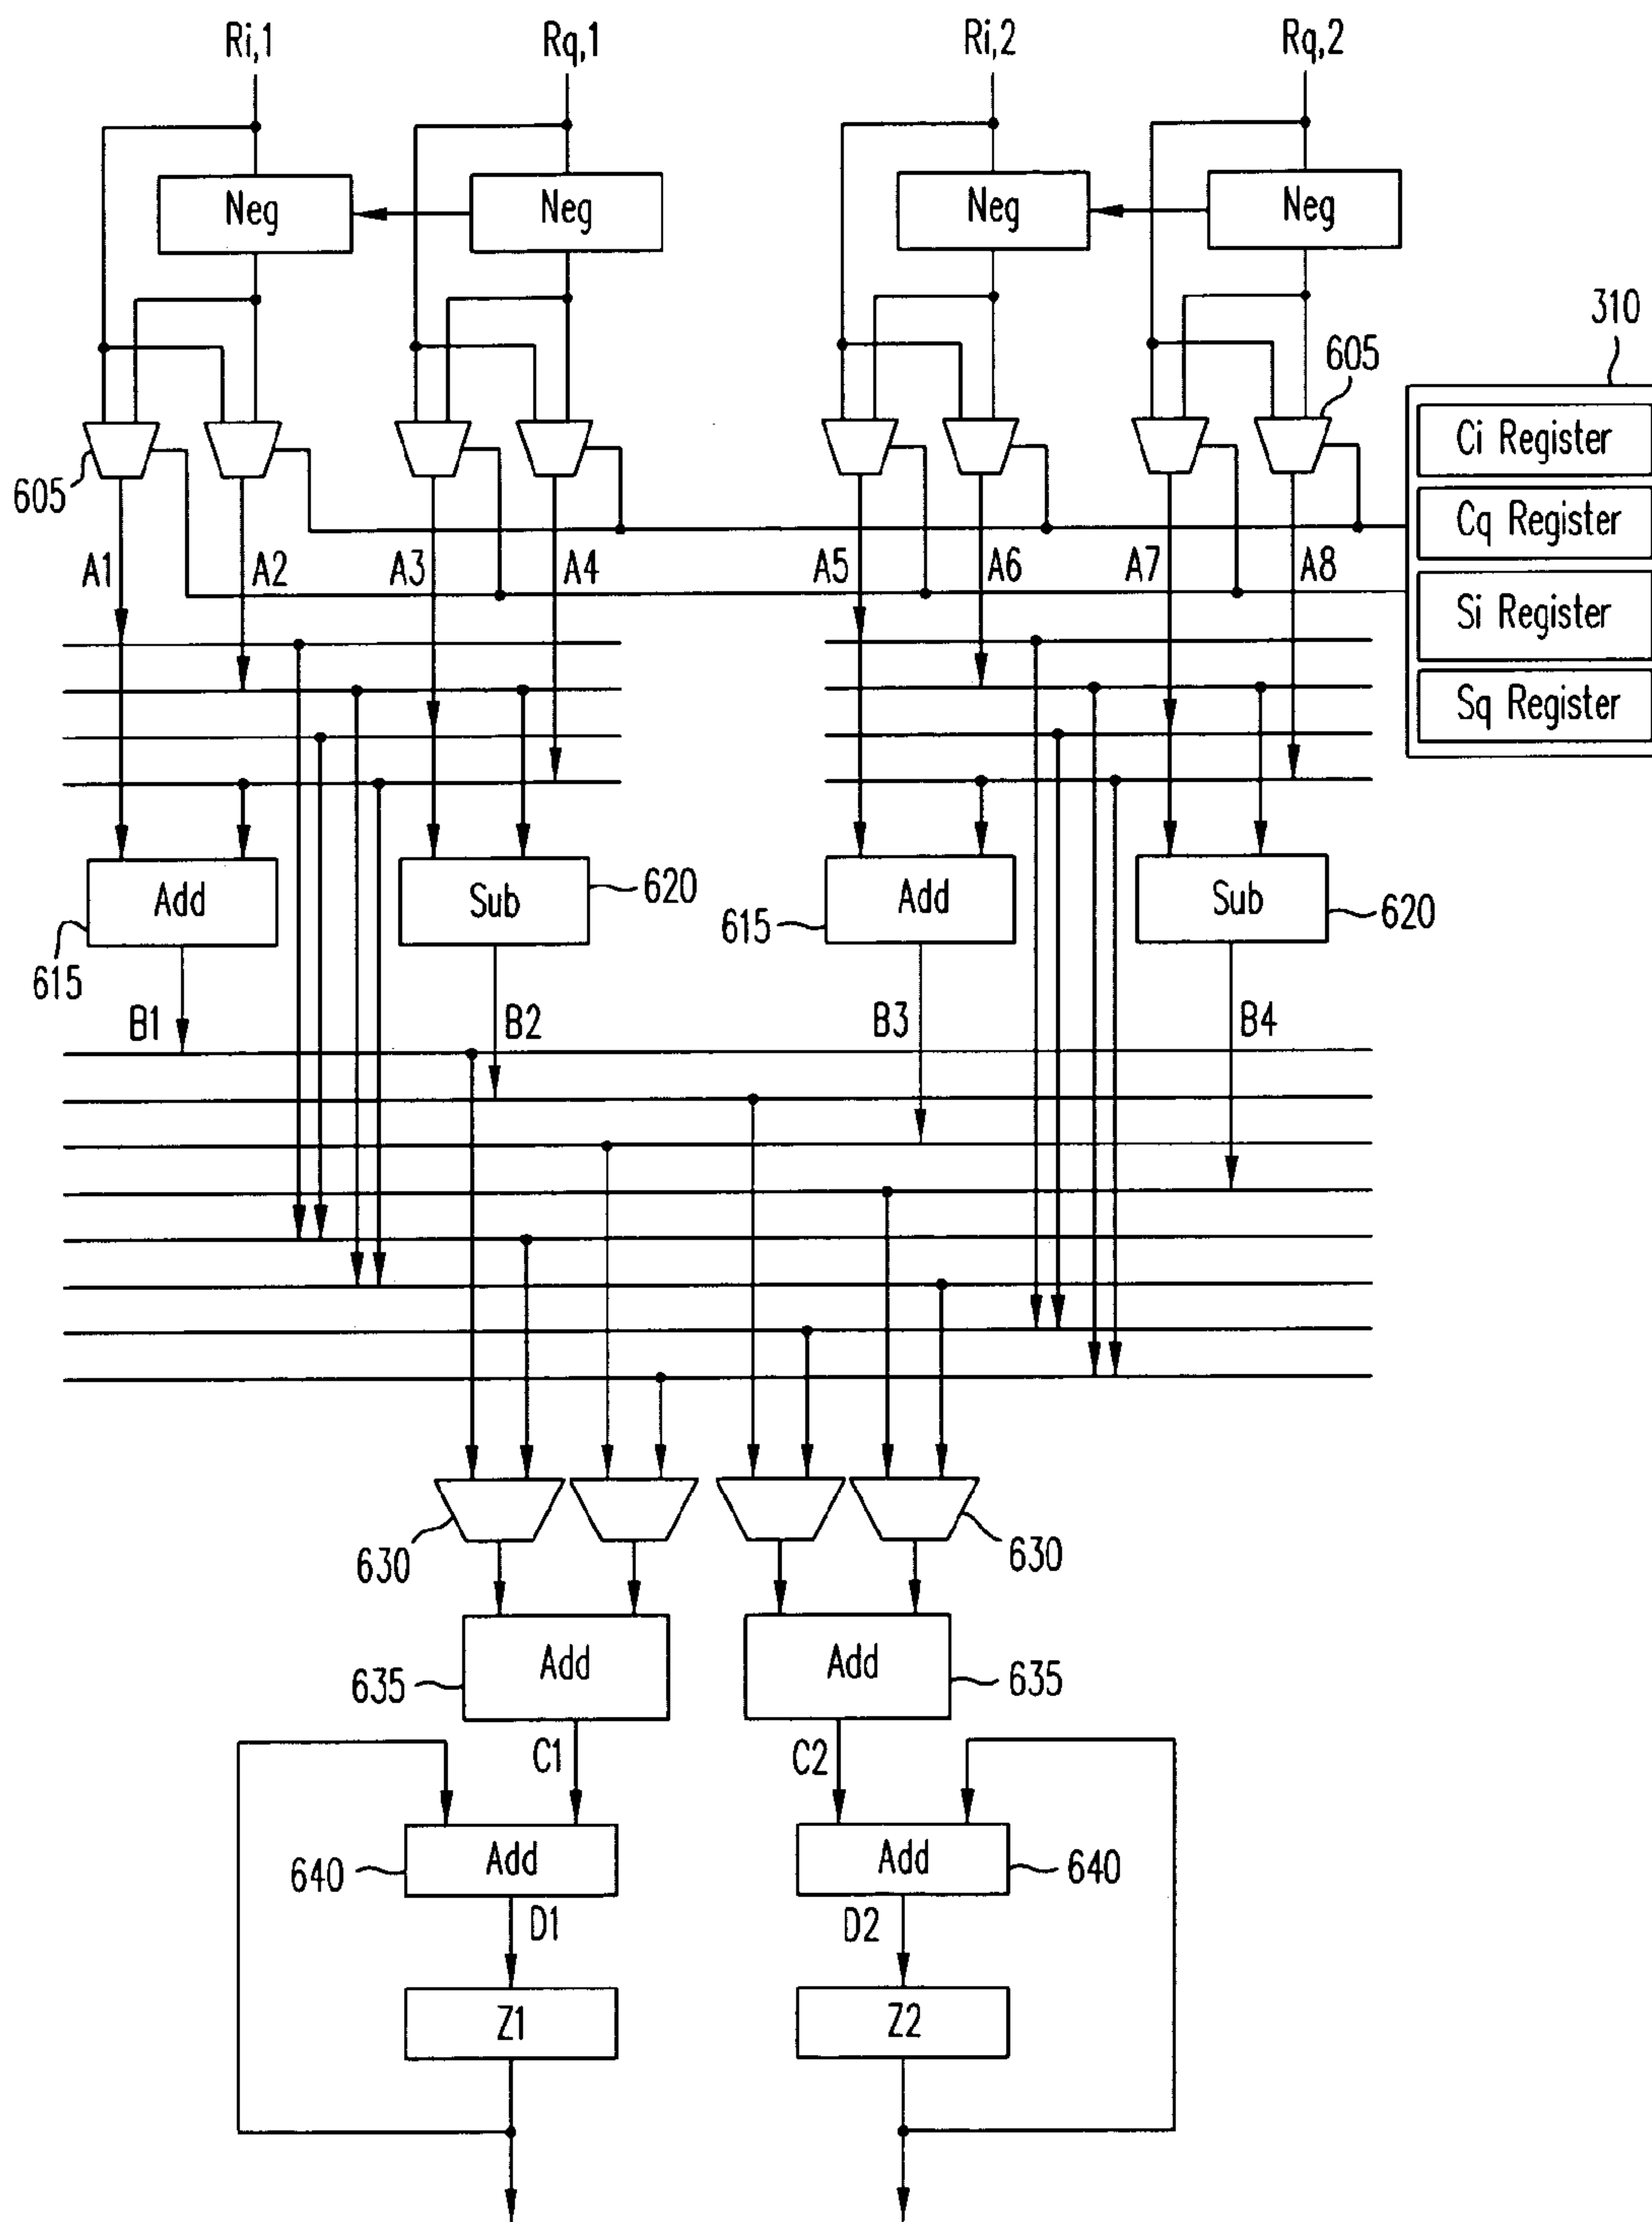 Ri,1
Rq,1
Ri,2
Rq,2
Neg
Neg
Neg
Neg
310
605
Ci Register
605
Cq Register
A1
A2
A3
A4
A5
A6
A7
A8
Si Register
Sq Register
Add
Sub
620
615
Add
Sub
620
615
B1
B2
B3
B4
630
630
635
Add
Add
635
C1
C2
640
Add
Add
640
D1
D2
Z1
Z2